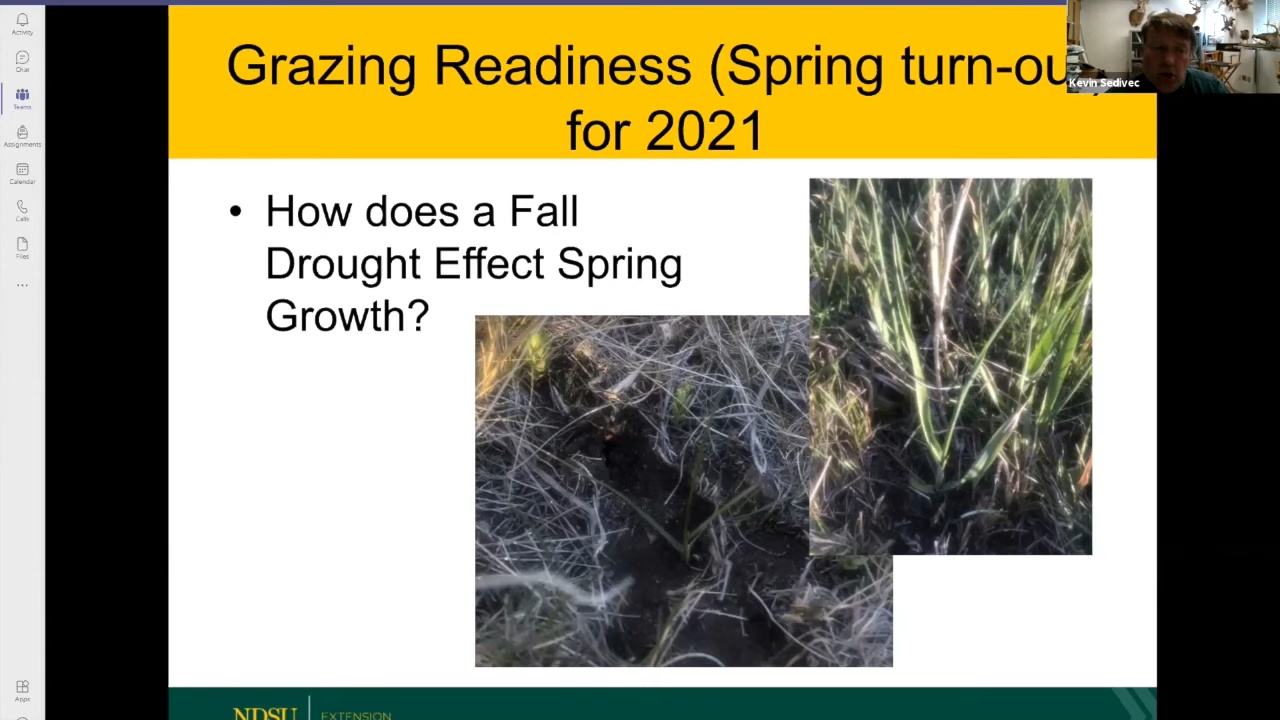 Activity
Chat
Teams
Assignments
Calendar
Calls
Files
Apps
Grazing Readiness (Spring turn-ou
for 2021
Kevin Sedivec
• How does a Fall
Drought Effect Spring
Growth?
NDSU EXTENSION